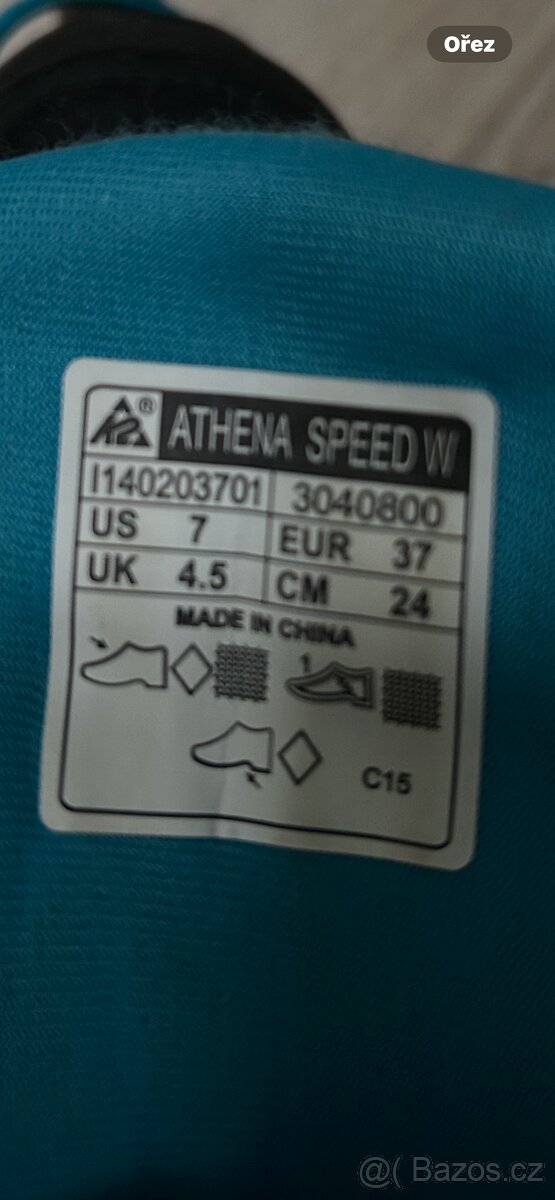 Ořez
K2® ATHENA SPEED W
I140203701 3040800
US 7 EUR 37
UK 4.5 CM 24
MADE IN CHINA
1
C15
@( Bazos.cz